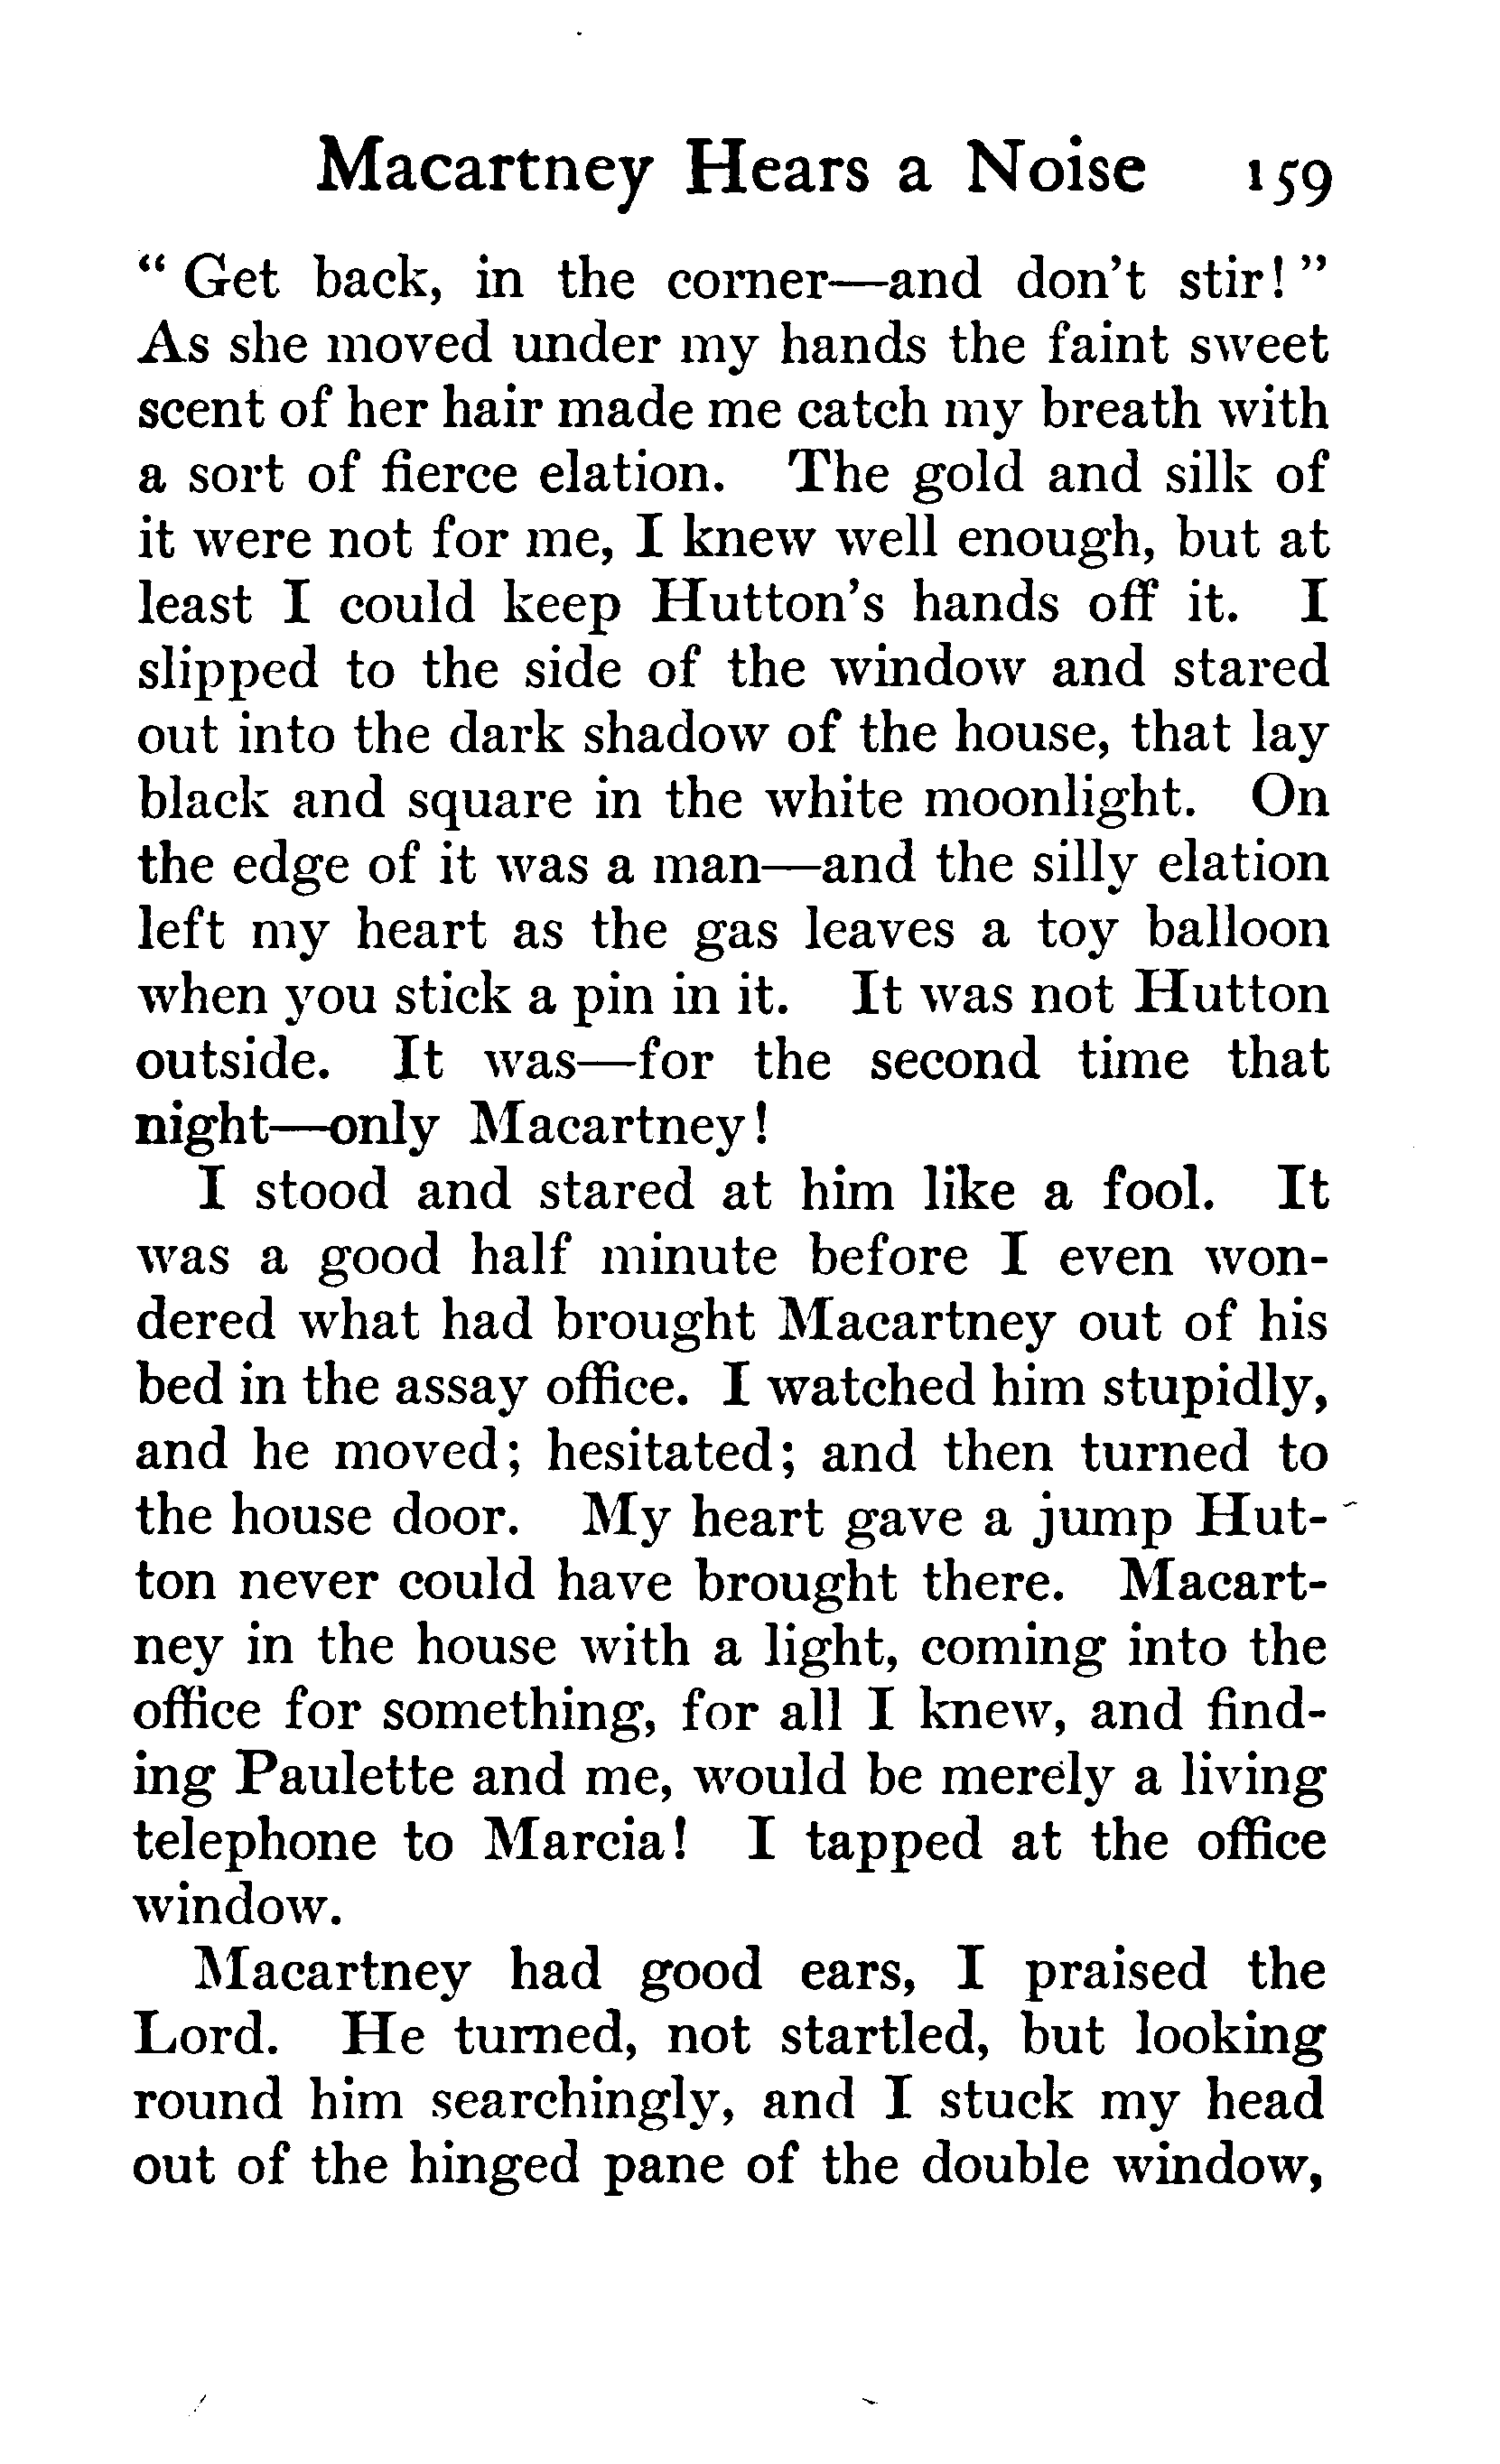 Macartney Hears a Noise 159
“ Get back, in the corner—and don't stir! ”
As she moved under my hands the faint sweet
scent of her hair made me catch my breath with
a sort of fierce elation. The gold and silk of
it were not for me, I knew well enough, but at
least I could keep Hutton's hands off it. I
slipped to the side of the window and stared
out into the dark shadow of the house, that lay
black and square in the white moonlight. On
the edge of it was a man—and the silly elation
left my heart as the gas leaves a toy balloon
when you stick a pin in it. It was not Hutton
outside. It was—for the second time that
night—only Macartney!
I stood and stared at him like a fool. It
was a good half minute before I even won-
dered what had brought Macartney out of his
bed in the assay office. I watched him stupidly,
and he moved; hesitated; and then turned to
the house door. My heart gave a jump Hut-
ton never could have brought there. Macart-
ney in the house with a light, coming into the
office for something, for all I knew, and find-
ing Paulette and me, would be merely a living
telephone to Marcia! I tapped at the office
window.
Macartney had good ears, I praised the
Lord. He turned, not startled, but looking
round him searchingly, and I stuck my head
out of the hinged pane of the double window,